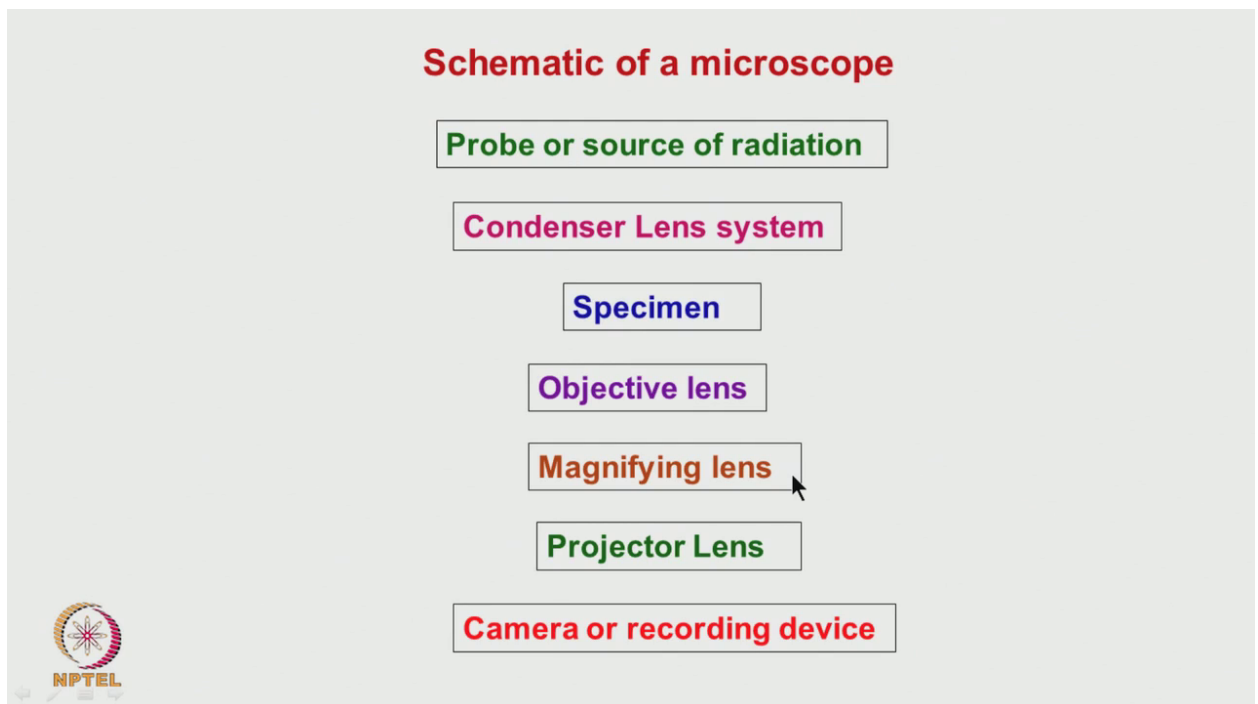 Schematic of a microscope
Probe or source of radiation
Condenser Lens system
Specimen
Objective lens
Magnifying lens
Projector Lens
Camera or recording device
NPTEL